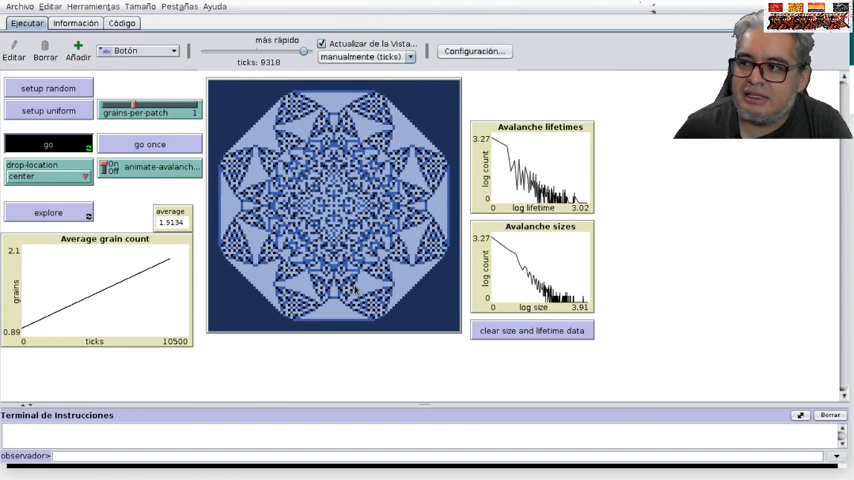 Archivo Editar Herramientas Tamaño Pestañas Ayuda
Ejecutar Información Código
Editar Borrar Añadir
abc Botón
más rápido
ticks: 9318
Actualizar de la Vista...
manualmente (ticks)
Configuración...
setup random
setup uniform
grains-per-patch 1
go
go once
drop-location
center
On
Off
animate-avalanch...
explore
average
1.9134
Average grain count
2.1
grains
0.89
0 ticks 10500
Avalanche lifetimes
3.27
log count
0
0 log lifetime 3.02
Avalanche sizes
3.27
log count
0
0 log size 3.91
clear size and lifetime data
Terminal de Instrucciones
Borrar
observador>